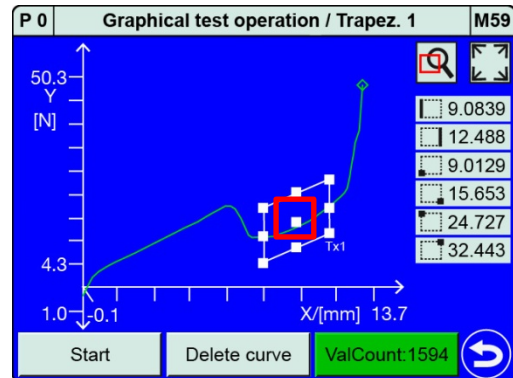 P 0 Graphical test operation / Trapez. 1 M59
50.3
Y
[N]
9.0839
12.488
9.0129
15.653
24.727
32.443
Tx1
4.3
1.0 -0.1 X/[mm] 13.7
Start Delete curve ValCount:1594